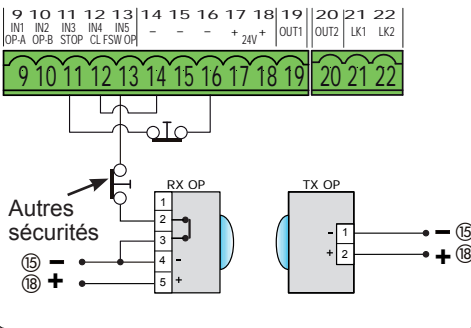 9 10 11 12 13 14 15 16 17 18 19 20 21 22
IN1 IN2 IN3 IN4 IN5 - - - + 24V + OUT1 OUT2 LK1 LK2
OP-A OP-B STOP CL FSW OP
9 10 11 12 13 14 15 16 17 18 19 20 21 22
RX OP TX OP
1
2
3
4 -
5 +
Autres
sécurités
⑮ -
⑱ +
- 1 - ⑮
+ 2 + ⑱